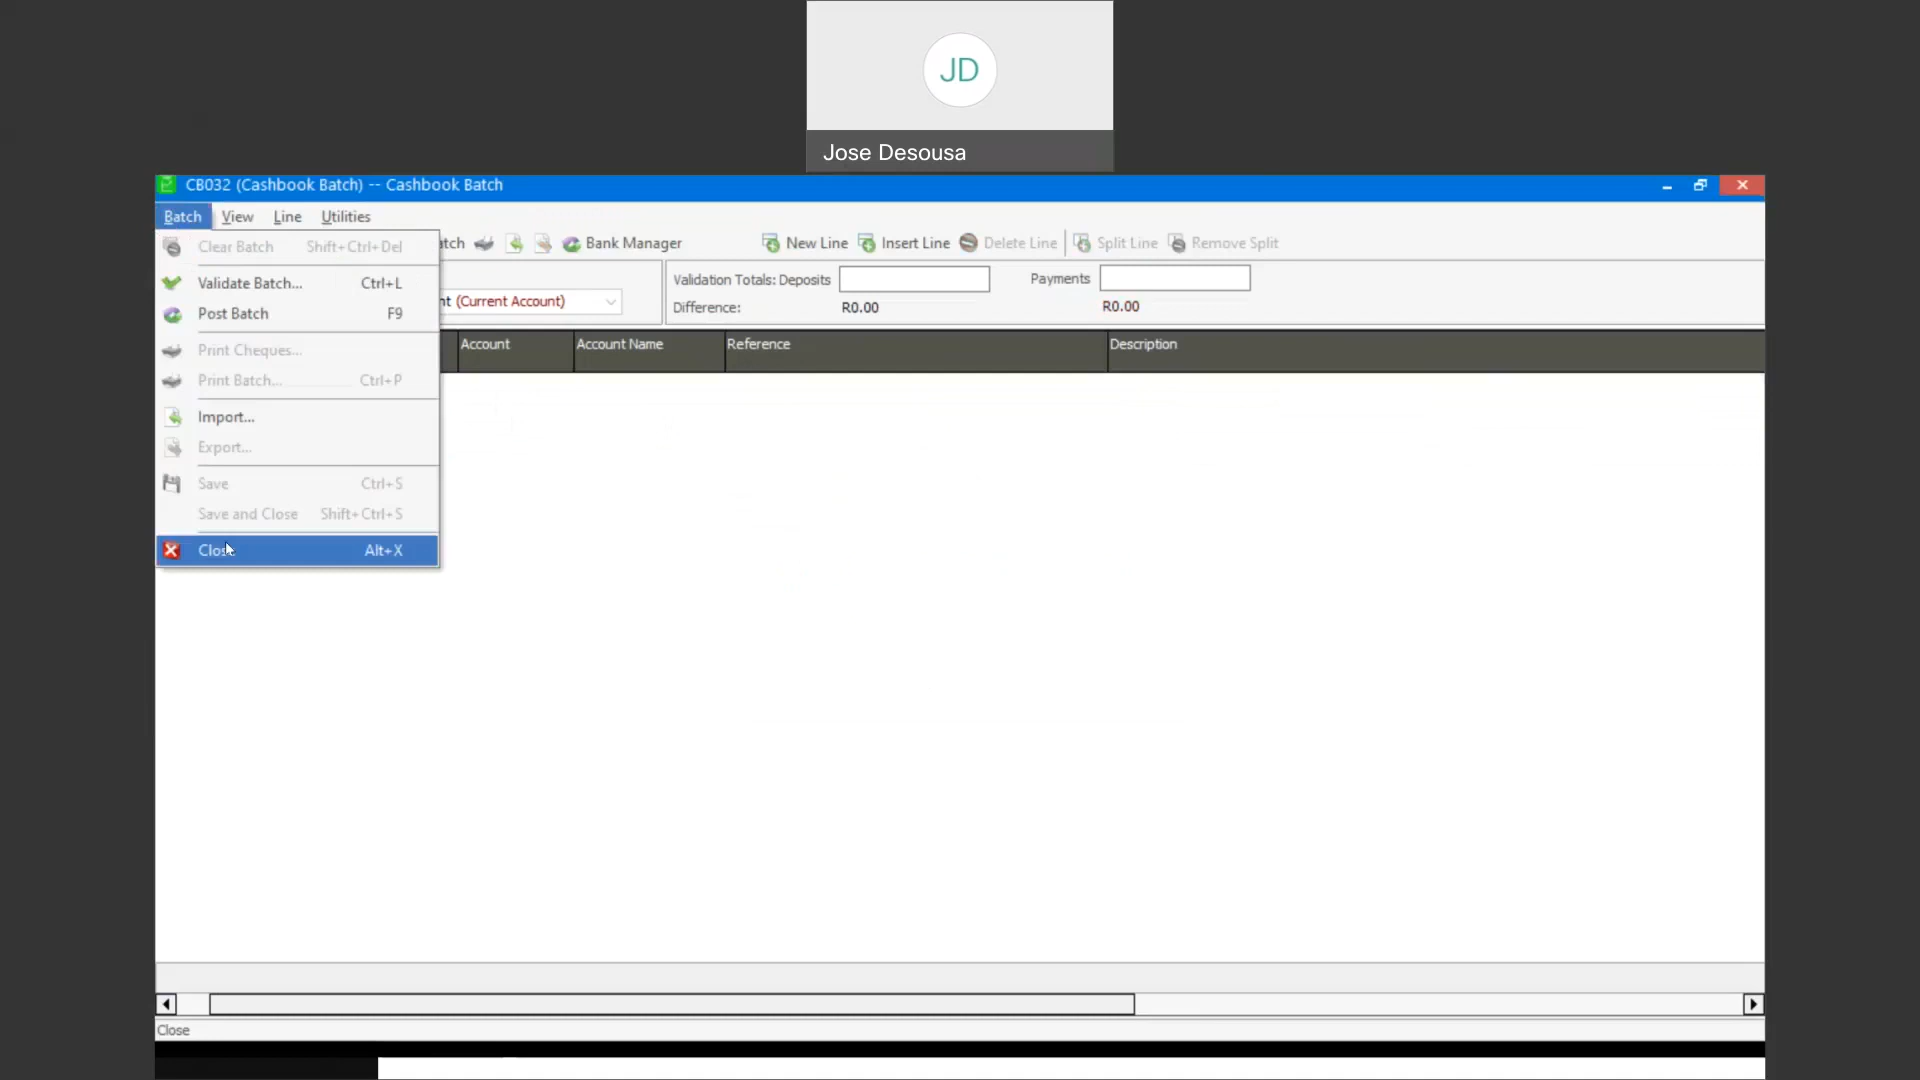 JD
Jose Desousa
CB032 (Cashbook Batch) -- Cashbook Batch
Batch View Line Utilities
atch Bank Manager New Line Insert Line Delete Line Split Line Remove Split
Clear Batch Shift+Ctrl+Del
Validate Batch... Ctrl+L
Post Batch F9
Print Cheques...
Print Batch... Ctrl+P
Import...
Export...
Save Ctrl+S
Save and Close Shift+Ctrl+S
Close Alt+X
nt (Current Account)
Validation Totals: Deposits Payments
Difference: R0.00 R0.00
Account Account Name Reference Description
Close